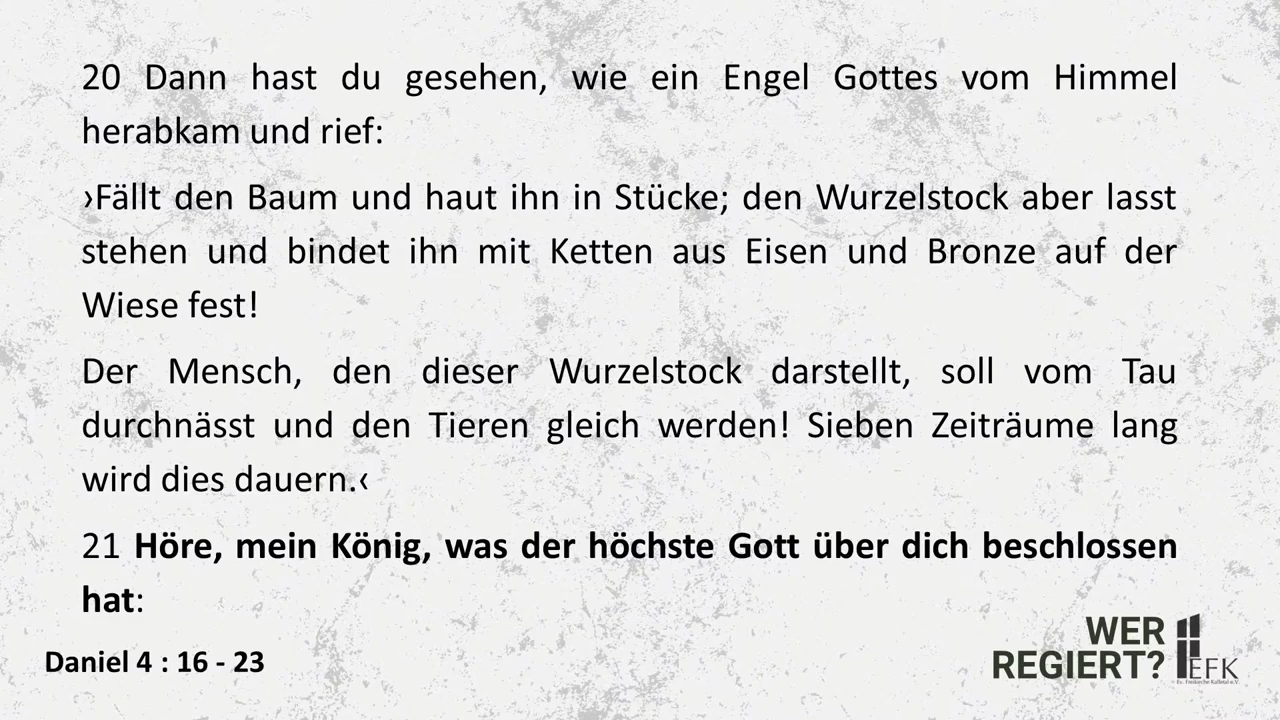 20 Dann hast du gesehen, wie ein Engel Gottes vom Himmel
herabkam und rief:
›Fällt den Baum und haut ihn in Stücke; den Wurzelstock aber lasst
stehen und bindet ihn mit Ketten aus Eisen und Bronze auf der
Wiese fest!
Der Mensch, den dieser Wurzelstock darstellt, soll vom Tau
durchnässt und den Tieren gleich werden! Sieben Zeiträume lang
wird dies dauern.‹
21 Höre, mein König, was der höchste Gott über dich beschlossen
hat:
Daniel 4 : 16 - 23
WER
REGIERT?
EFK
Ev. Freikirche Kalletal e.V.